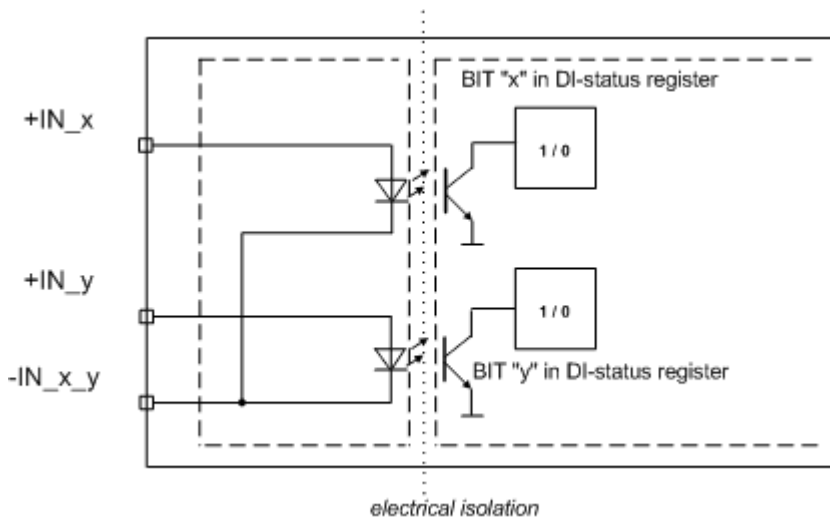 BIT "x" in DI-status register
+IN_x
1 / 0
+IN_y
1 / 0
BIT "y" in DI-status register
-IN_x_y
electrical isolation